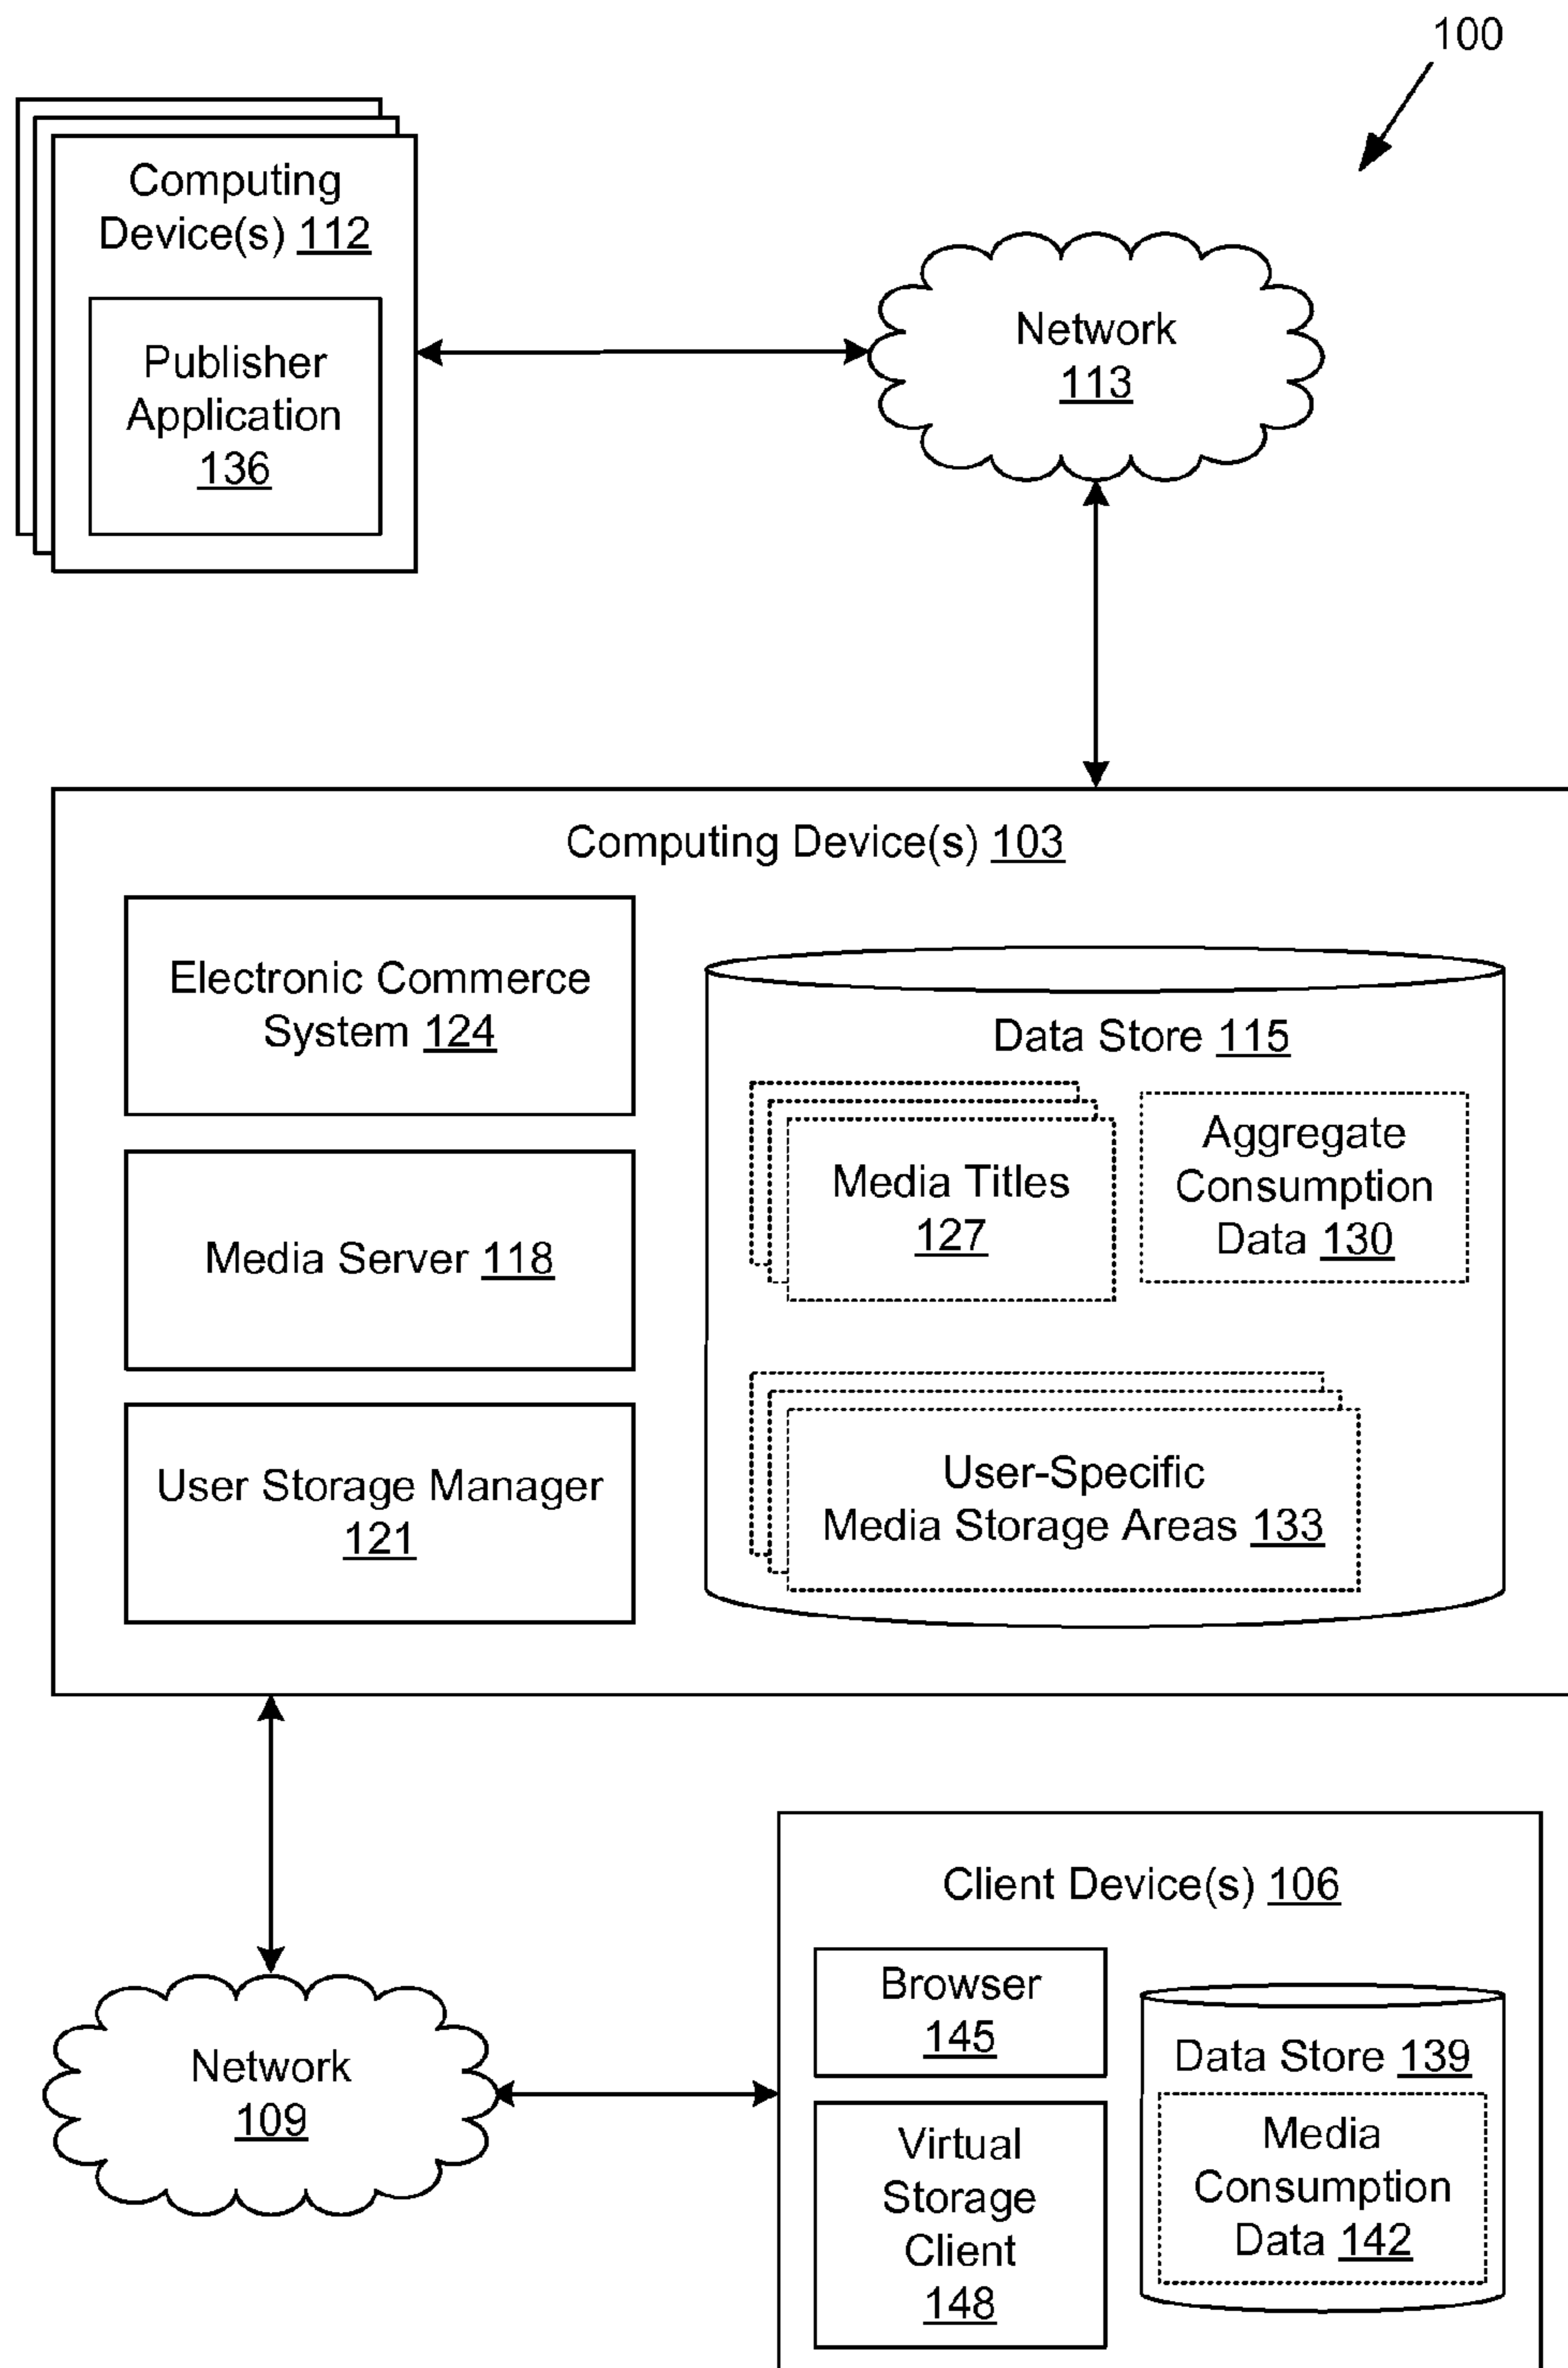 100
Computing
Device(s) 112
Publisher
Application
136
Network
113
Computing Device(s) 103
Electronic Commerce
System 124
Media Server 118
User Storage Manager
121
Data Store 115
Media Titles
127
Aggregate
Consumption
Data 130
User-Specific
Media Storage Areas 133
Network
109
Client Device(s) 106
Browser
145
Virtual
Storage
Client
148
Data Store 139
Media
Consumption
Data 142